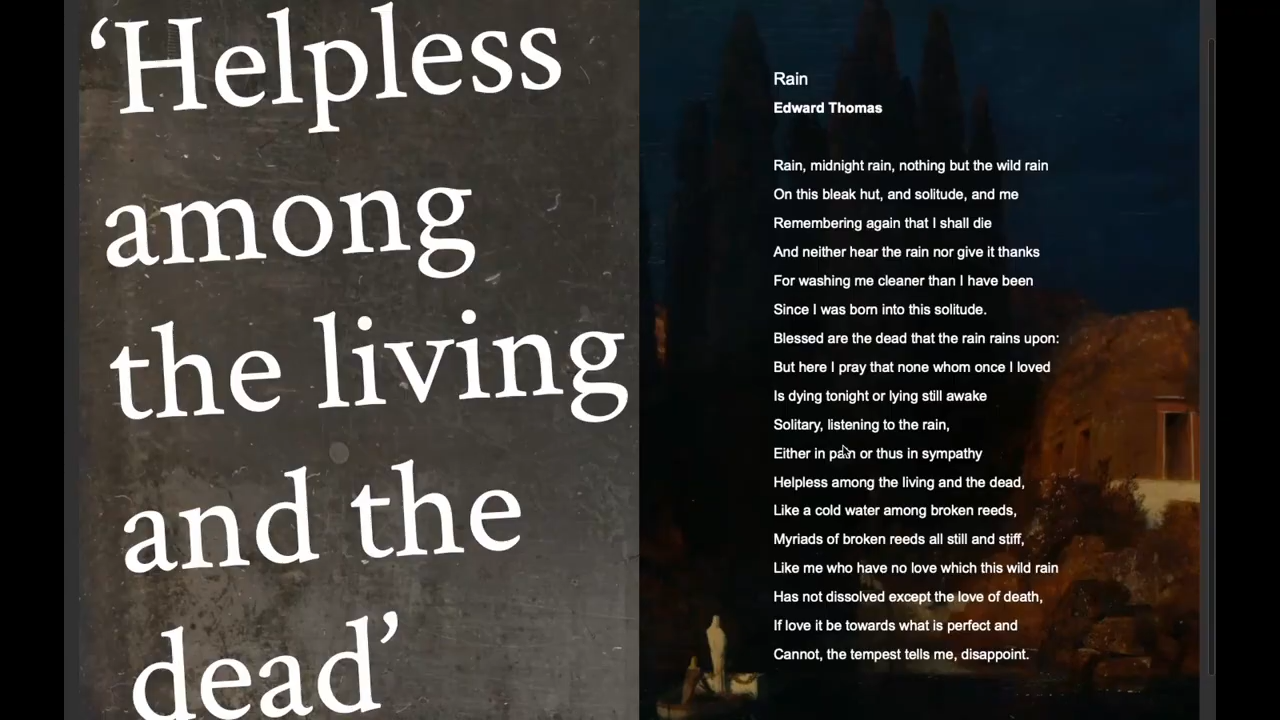 ‘Helpless
among
the living
and the
dead’
Rain
Edward Thomas
Rain, midnight rain, nothing but the wild rain
On this bleak hut, and solitude, and me
Remembering again that I shall die
And neither hear the rain nor give it thanks
For washing me cleaner than I have been
Since I was born into this solitude.
Blessed are the dead that the rain rains upon:
But here I pray that none whom once I loved
Is dying tonight or lying still awake
Solitary, listening to the rain,
Either in pain or thus in sympathy
Helpless among the living and the dead,
Like a cold water among broken reeds,
Myriads of broken reeds all still and stiff,
Like me who have no love which this wild rain
Has not dissolved except the love of death,
If love it be towards what is perfect and
Cannot, the tempest tells me, disappoint.